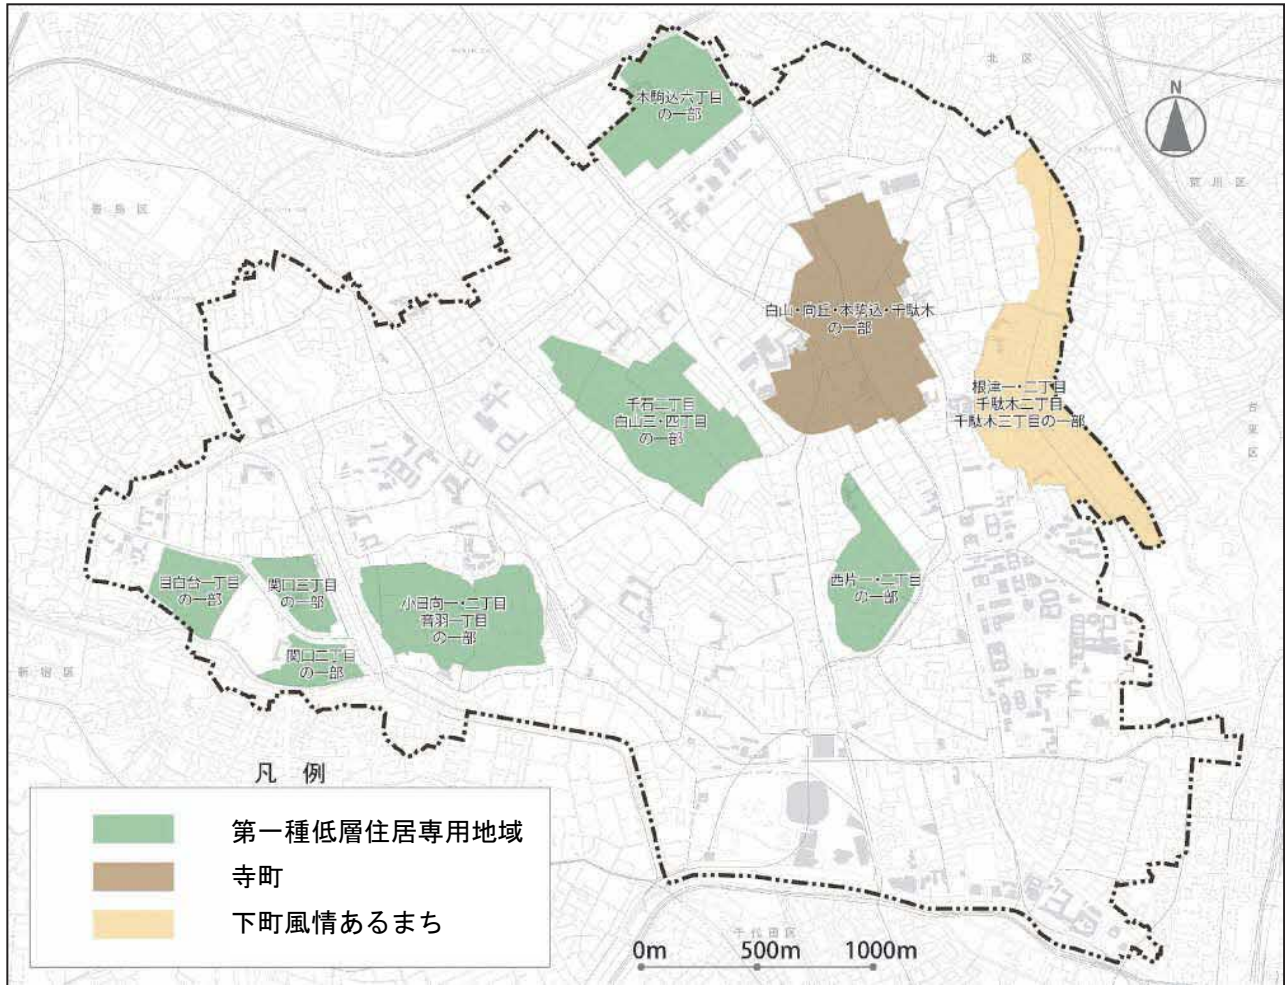 本駒込六丁目
の一部
北 区
N
荒 川 区
豊 島 区
白山・向丘・本駒込・千駄木
の一部
千石二丁目
白山三・四丁目
の一部
根津一・二丁目
千駄木二丁目
千駄木三丁目の一部
台東区
目白台一丁目
の一部
関口三丁目
の一部
小日向一・二丁目
音羽一丁目
の一部
西片一・二丁目
の一部
関口二丁目
の一部
新 宿 区
凡 例
第一種低層住居専用地域
寺町
下町風情あるまち
千 代 田 区
0m 500m 1000m